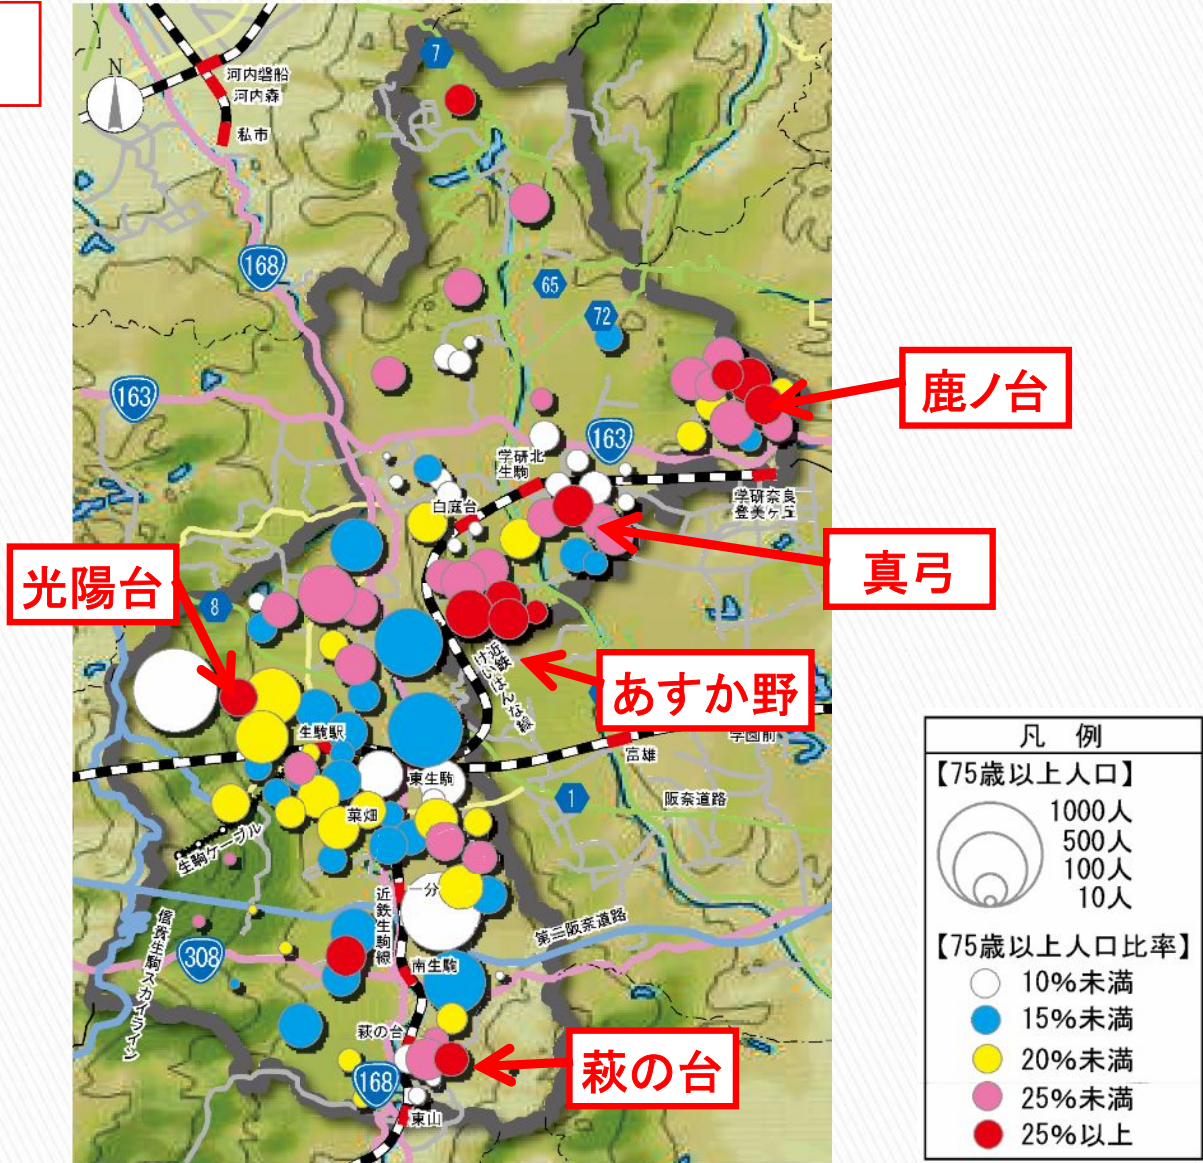 7
N
河内磐船
河内森
私市
168
65
72
163
鹿ノ台
163
学研北
生駒
学研奈良
登美ヶ丘
白庭台
真弓
光陽台
8
近鉄
けいはんな線
あすか野
生駒駅
学園前
富雄
東生駒
1
阪奈道路
菜畑
生駒ケーブル
一分
近鉄生駒線
第二阪奈道路
信貴生駒スカイライン
308
南生駒
萩の台
萩の台
168
東山
凡 例
【75歳以上人口】
1000人
500人
100人
10人
【75歳以上人口比率】
10%未満
15%未満
20%未満
25%未満
25%以上